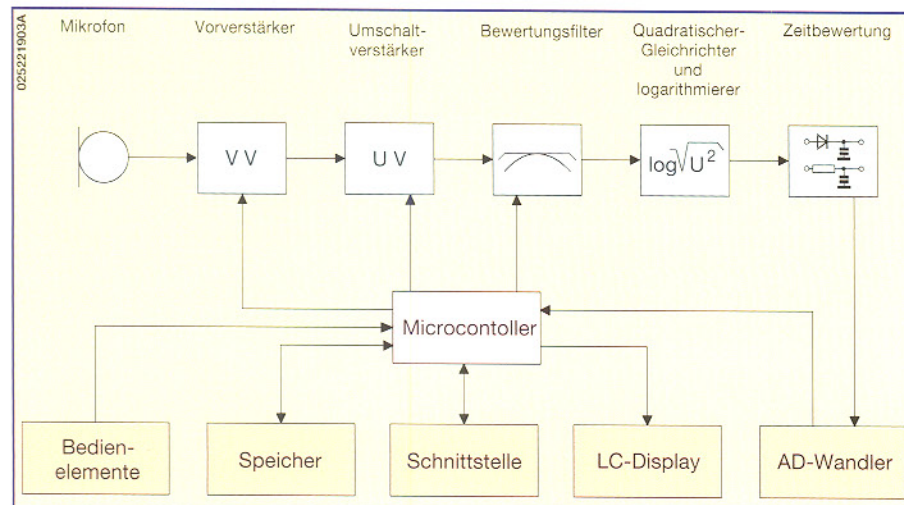 025221903A
Mikrofon
Vorverstärker
Umschalt-
verstärker
Bewertungsfilter
Quadratischer-
Gleichrichter
und
logarithmierer
Zeitbewertung
V V
U V
log√U²
Microcontoller
Bedien-
elemente
Speicher
Schnittstelle
LC-Display
AD-Wandler